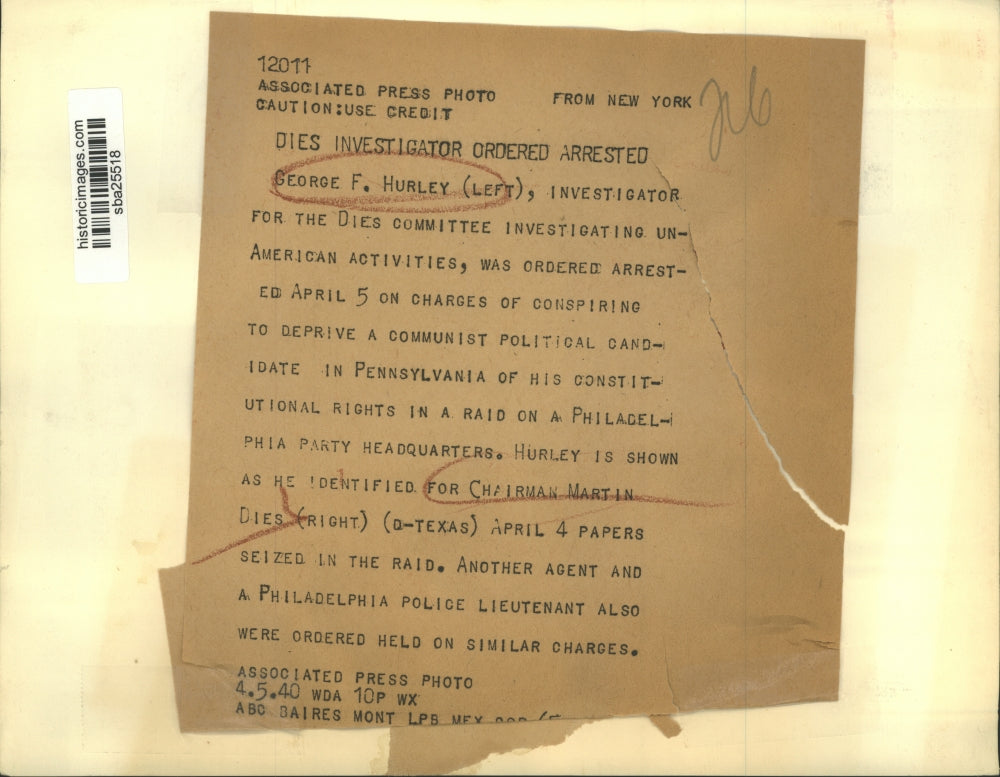 12011
ASSOCIATED PRESS PHOTO FROM NEW YORK
CAUTION:USE CREDIT
DIES INVESTIGATOR ORDERED ARRESTED
GEORGE F. HURLEY (LEFT), INVESTIGATOR
FOR THE DIES COMMITTEE INVESTIGATING UN-
AMERICAN ACTIVITIES, WAS ORDERED ARREST-
ED APRIL 5 ON CHARGES OF CONSPIRING
TO DEPRIVE A COMMUNIST POLITICAL CAND-
IDATE IN PENNSYLVANIA OF HIS CONSTIT-
UTIONAL RIGHTS IN A RAID ON A PHILADEL-
PHIA PARTY HEADQUARTERS. HURLEY IS SHOWN
AS HE IDENTIFIED FOR CHAIRMAN MARTIN
DIES (RIGHT) (D-TEXAS) APRIL 4 PAPERS
SEIZED IN THE RAID. ANOTHER AGENT AND
A PHILADELPHIA POLICE LIEUTENANT ALSO
WERE ORDERED HELD ON SIMILAR CHARGES.
ASSOCIATED PRESS PHOTO
4.5.40 WDA 10P WX
ABC BAIRES MONT LPB MEX
historicimages.com
sba25518